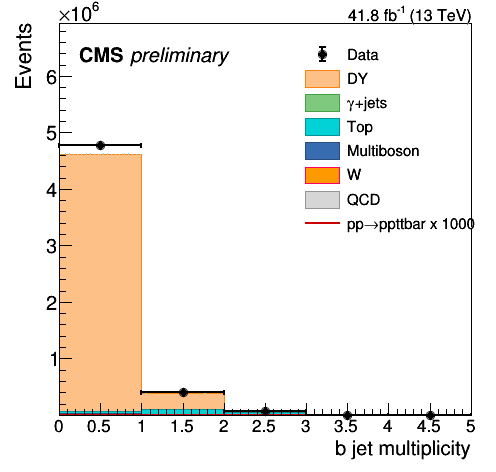 ×10⁶
41.8 fb⁻¹ (13 TeV)
Events
CMS preliminary
Data
DY
γ+jets
Top
Multiboson
W
QCD
pp→ppttbar x 1000
6
5
4
3
2
1
0 0.5 1 1.5 2 2.5 3 3.5 4 4.5 5
b jet multiplicity